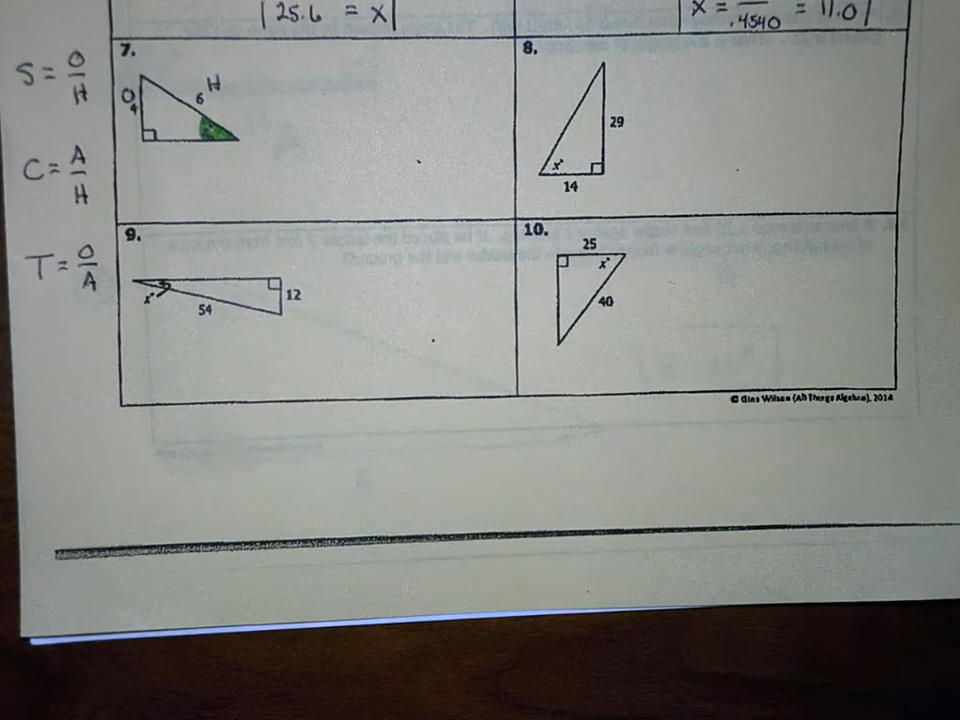 25.6 = x
x = .4540 = 11.0
S = O/H
C = A/H
T = O/A
7.
O
4
6
H
8.
29
x°
14
9.
x°
54
12
10.
25
x°
40
© Gina Wilson (All Things Algebra), 2014